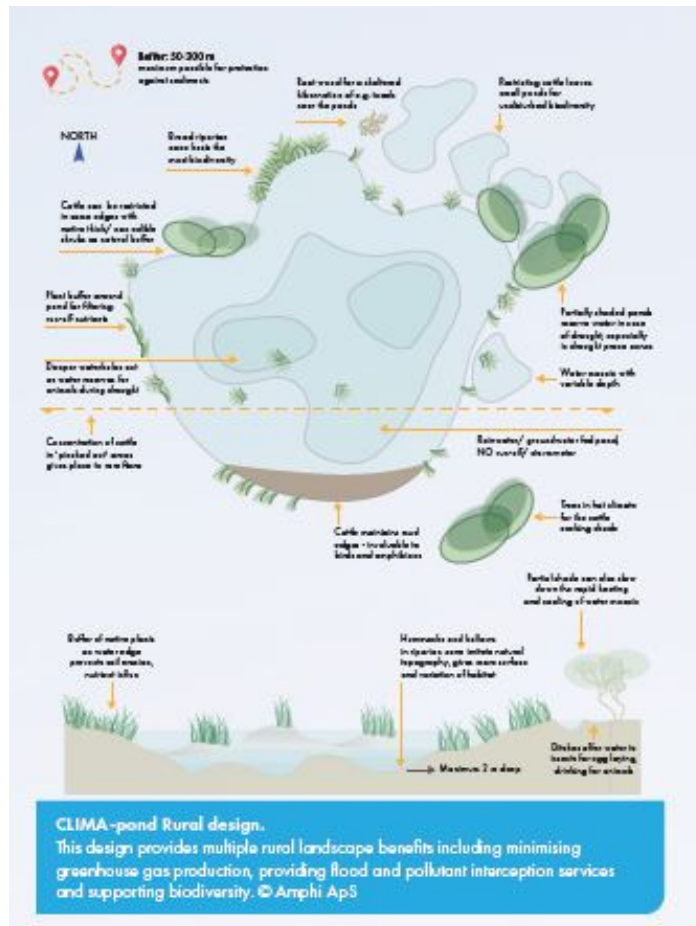 Buffer: 50-300 m
maximum possible for protection
against sediments
NORTH
Root-wood for a sheltered
hibernation of e.g. toads
near the ponds
Restricting cattle leaves
small ponds for
undisturbed biodiversity
Broad riparian
zone hosts the
most biodiversity
Cattle can be restricted
in some edges with
native thick/ non edible
shrubs as natural buffer
Plant buffer around
pond for filtering
run-off nutrients
Deeper waterholes act
as water reserves for
animals during drought
Concentration of cattle
in 'pioched out' areas
gives place to rare flora
Partially shaded ponds
reserve water in case
of drought; especially
in drought prone zones
Water mosaic with
variable depth
Rainwater/ groundwater fed pond,
NO run-off/ stormwater
Cattle maintains mud
edges - invaluable to
birds and amphibians
Trees in hot climate
for the cattle
seeking shade
Partial shade can also slow
down the rapid heating
and cooling of water mosaic
Buffer of native plants
on water edge
prevents soil erosion,
nutrient influx
Hummocks and hollows
in riparian zone imitate natural
topography, gives more surface
and variation of habitat
Maximum 2 m deep
Ditches offer water to
insects for egg laying,
drinking for animals
CLIMA-pond Rural design.
This design provides multiple rural landscape benefits including minimising
greenhouse gas production, providing flood and pollutant interception services
and supporting biodiversity. © Amphi ApS